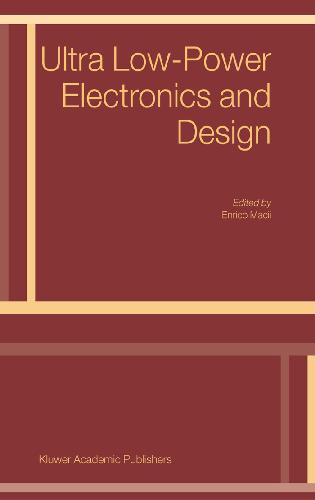 Ultra Low-Power
Electronics and
Design
Edited by
Enrico Macii
Kluwer Academic Publishers